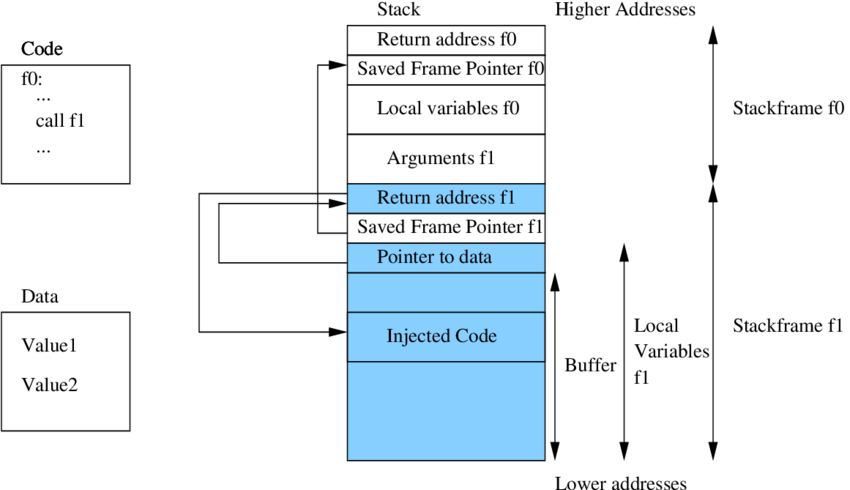 Stack
Higher Addresses
Code
f0:
...
call f1
...
Return address f0
Saved Frame Pointer f0
Local variables f0
Arguments f1
Return address f1
Saved Frame Pointer f1
Pointer to data
Injected Code
Stackframe f0
Data
Value1
Value2
Buffer
Local
Variables
f1
Stackframe f1
Lower addresses